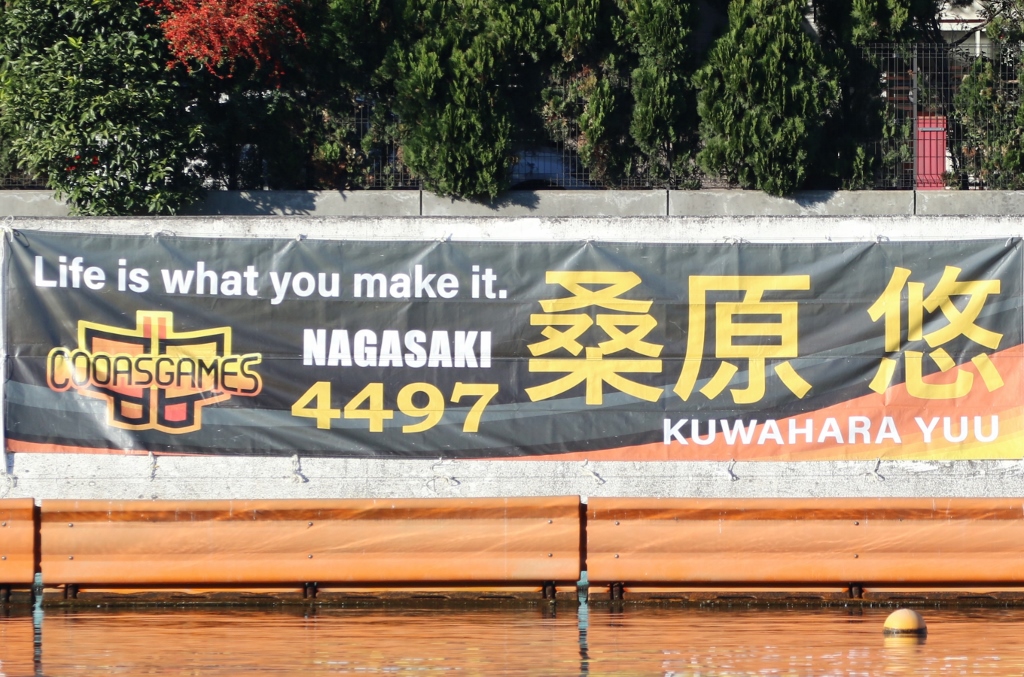 Life is what you make it.
COOASGAMES
NAGASAKI
4497
桑原 悠
KUWAHARA YUU